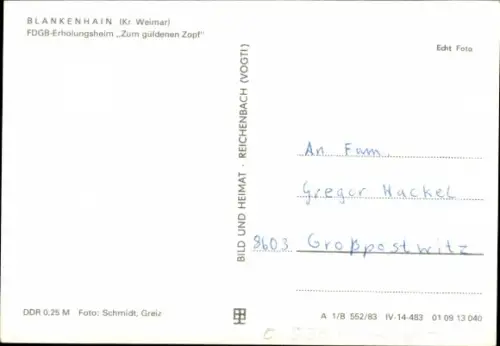 BLANKENHAIN (Kr. Weimar)
FDGB-Erholungsheim „Zum güldenen Zopf"
Echt Foto
BILD UND HEIMAT · REICHENBACH (VOGTL)
An Fam.
Gregor Hackel
8603 Großpostwitz
DDR 0,25 M Foto: Schmidt, Greiz
A 1/B 552/83 IV-14-483 01 09 13 040